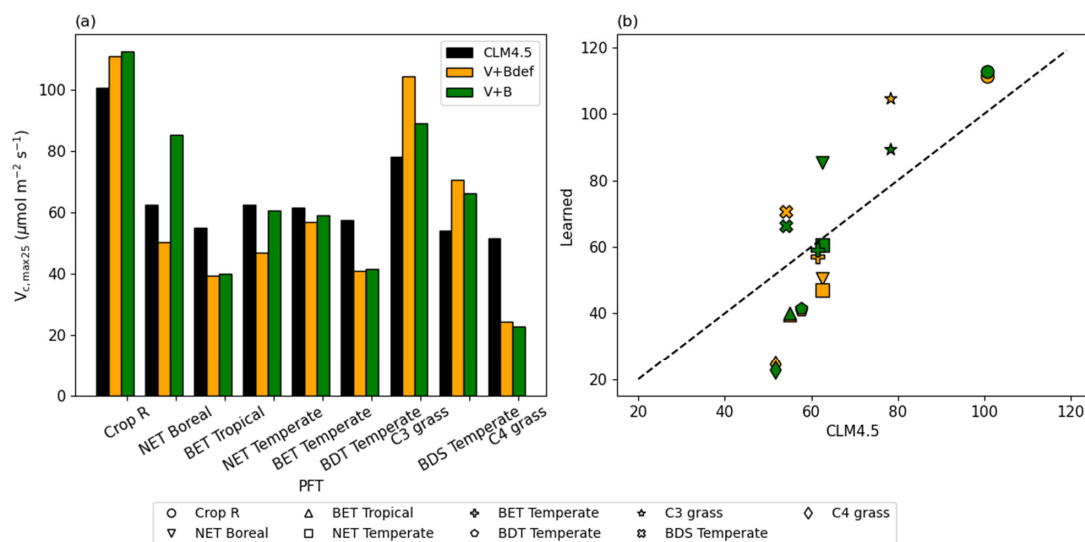 (a)
CLM4.5
V+Bdef
V+B
V_c,max25 (μmol m⁻² s⁻¹)
100
80
60
40
20
0
Crop R
NET Boreal
BET Tropical
NET Temperate
BET Temperate
BDT Temperate
C3 grass
BDS Temperate
C4 grass
PFT
(b)
Learned
120
100
80
60
40
20
20 40 60 80 100 120
CLM4.5
Crop R BET Tropical BET Temperate C3 grass C4 grass
NET Boreal NET Temperate BDT Temperate BDS Temperate